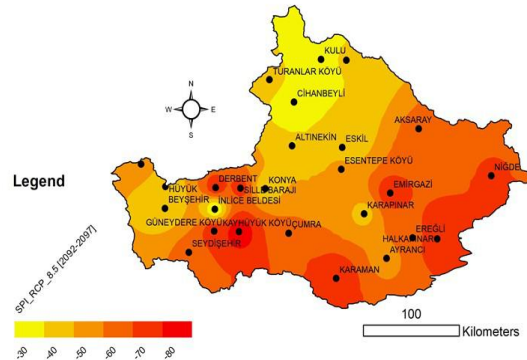 KULU
TURANLAR KÖYÜ
N
W E
S
CİHANBEYLİ
AKSARAY
ALTINEKİN
ESKİL
ESENTEPE KÖYÜ
NİĞDE
Legend
DERBENT
KONYA
HÜYÜK
SİLLE BARAJI
EMİRGAZİ
BEYŞEHİR
İNLİCE BELDESİ
KARAPINAR
GÜNEYDERE KÖYÜ
KAYHÜYÜK KÖYÜ
ÇUMRA
EREĞLİ
HALKAPINAR
SEYDİŞEHİR
AYRANCI
KARAMAN
SPI_RCP_8.5 [2092-2097]
100
Kilometers
-30 -40 -50 -60 -70 -80